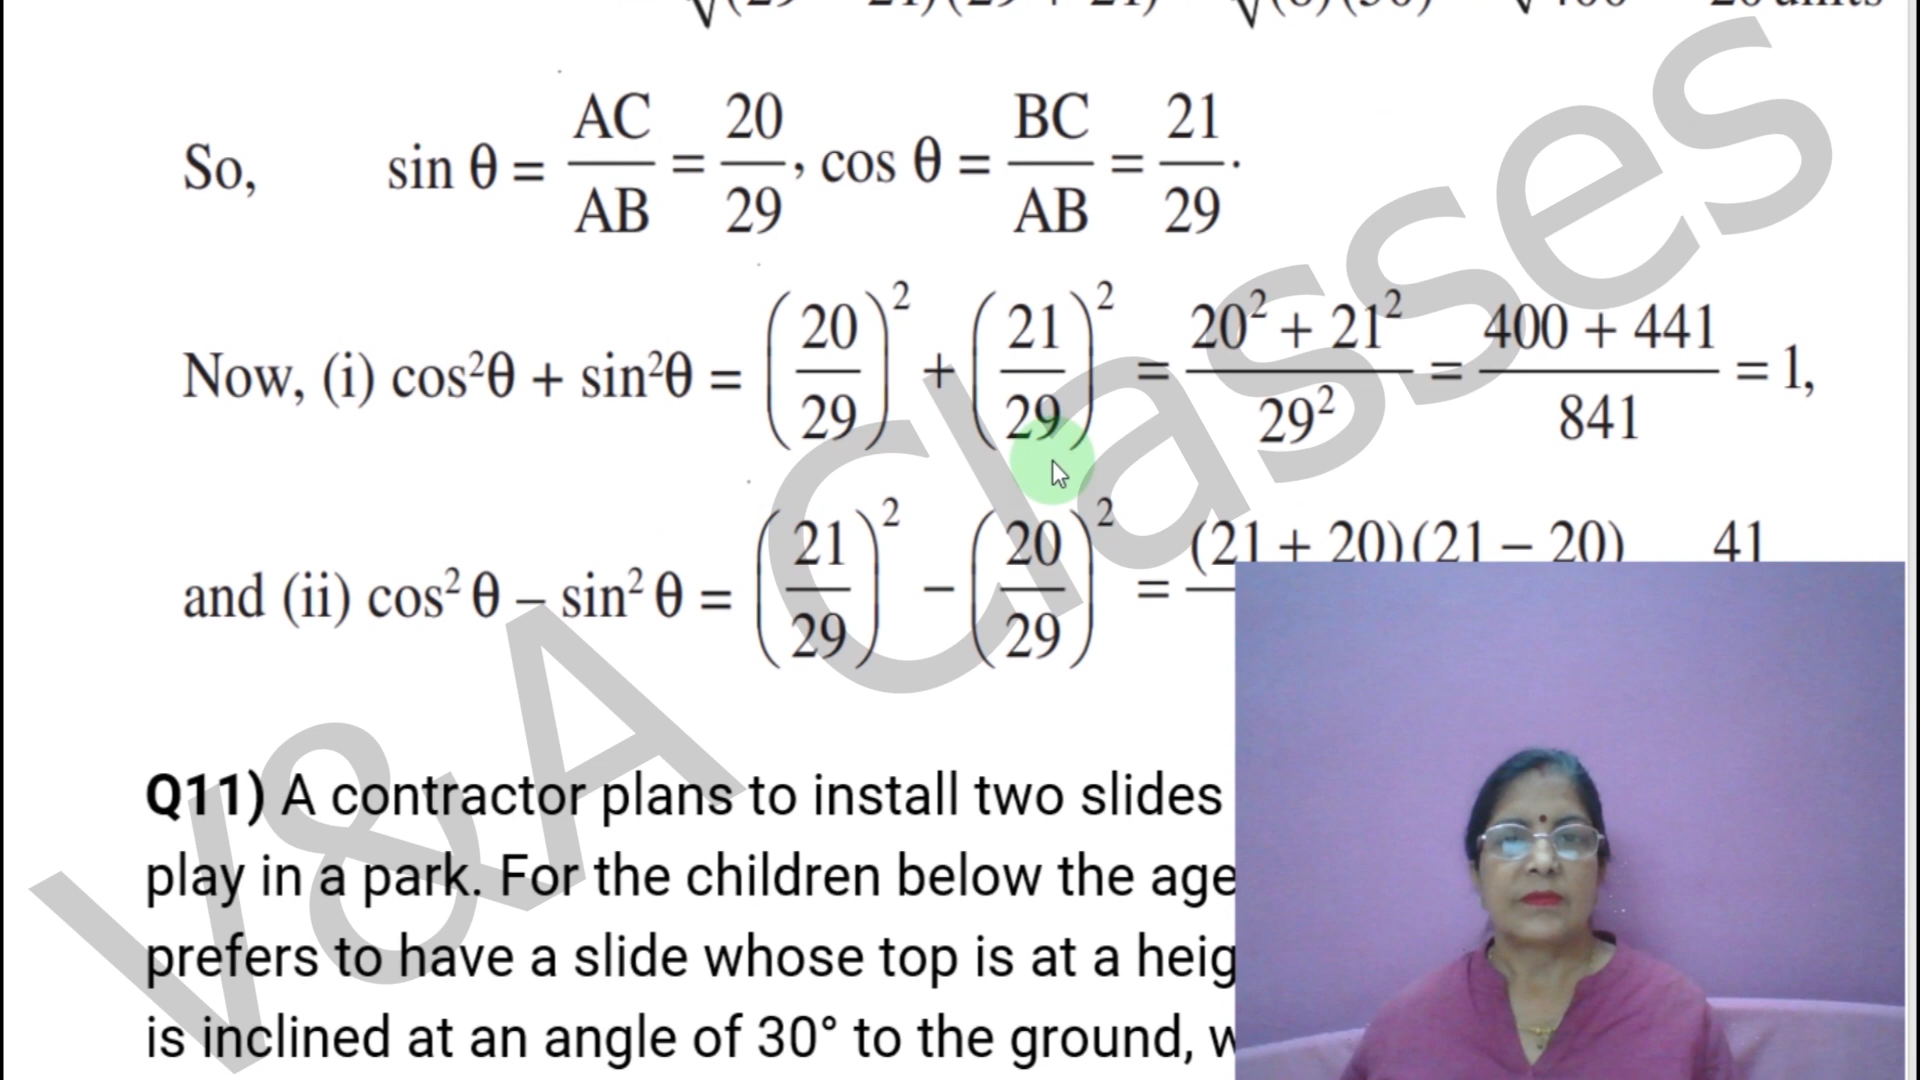 So, sin θ = AC/AB = 20/29, cos θ = BC/AB = 21/29.
Now, (i) cos²θ + sin²θ = (20/29)² + (21/29)² = (20² + 21²)/29² = (400 + 441)/841 = 1,
and (ii) cos² θ – sin² θ = (21/29)² – (20/29)² = (21 + 20)(21 – 20) 41
Q11) A contractor plans to install two slides
play in a park. For the children below the age
prefers to have a slide whose top is at a
is inclined at an angle of 30° to the ground,
V&A Classes